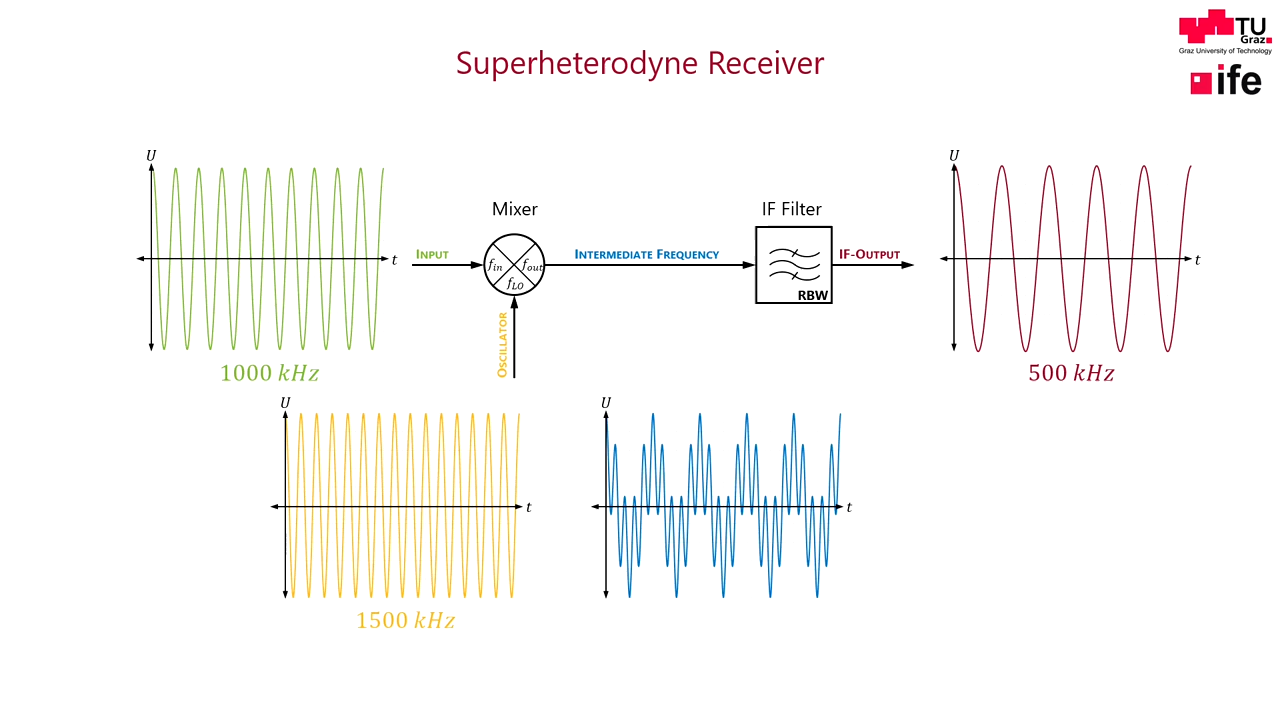 TU
Graz
Graz University of Technology
ife
Superheterodyne Receiver
U
t
1000 kHz
Mixer
INPUT
f_in
f_out
f_LO
OSCILLATOR
INTERMEDIATE FREQUENCY
IF Filter
RBW
IF-OUTPUT
U
t
500 kHz
U
t
1500 kHz
U
t